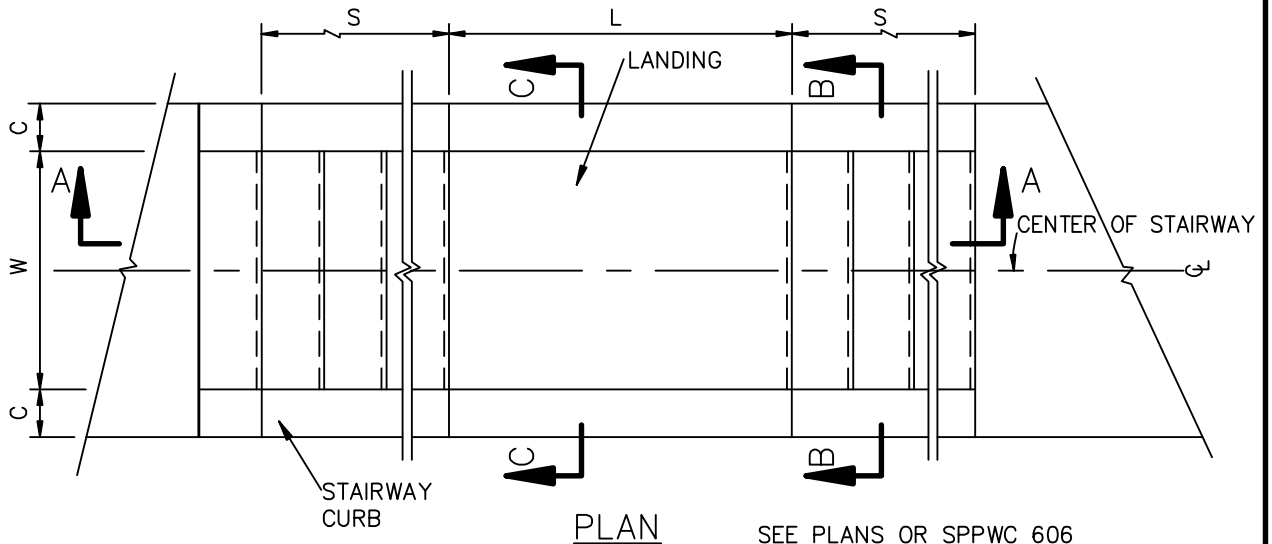 S
L
S
LANDING
C
B
C
A
A
CENTER OF STAIRWAY
W
℄
C
C
B
STAIRWAY
CURB
PLAN
SEE PLANS OR SPPWC 606